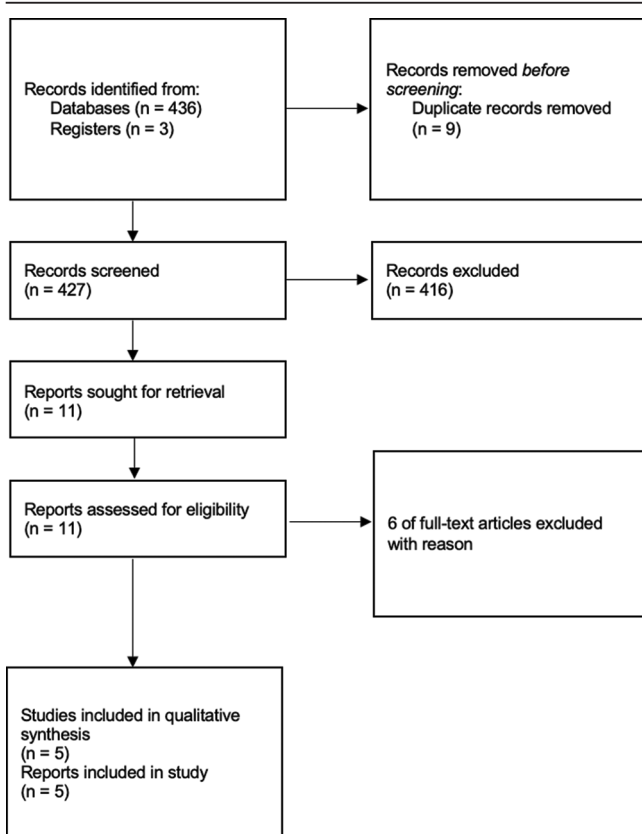 Records identified from:
Databases (n = 436)
Registers (n = 3)
Records removed before
screening:
Duplicate records removed
(n = 9)
Records screened
(n = 427)
Records excluded
(n = 416)
Reports sought for retrieval
(n = 11)
Reports assessed for eligibility
(n = 11)
6 of full-text articles excluded
with reason
Studies included in qualitative
synthesis
(n = 5)
Reports included in study
(n = 5)